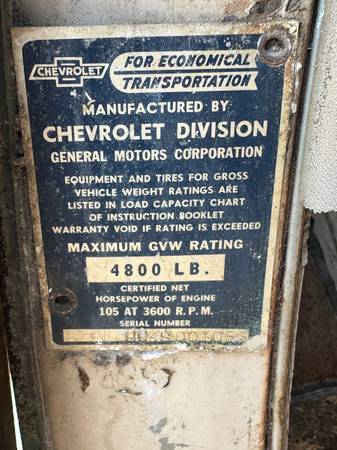 CHEVROLET
FOR ECONOMICAL
TRANSPORTATION
MANUFACTURED BY
CHEVROLET DIVISION
GENERAL MOTORS CORPORATION
EQUIPMENT AND TIRES FOR GROSS
VEHICLE WEIGHT RATINGS ARE
LISTED IN LOAD CAPACITY CHART
OF INSTRUCTION BOOKLET
WARRANTY VOID IF RATING IS EXCEEDED
MAXIMUM GVW RATING
4800 LB.
CERTIFIED NET
HORSEPOWER OF ENGINE
105 AT 3600 R.P.M.
SERIAL NUMBER